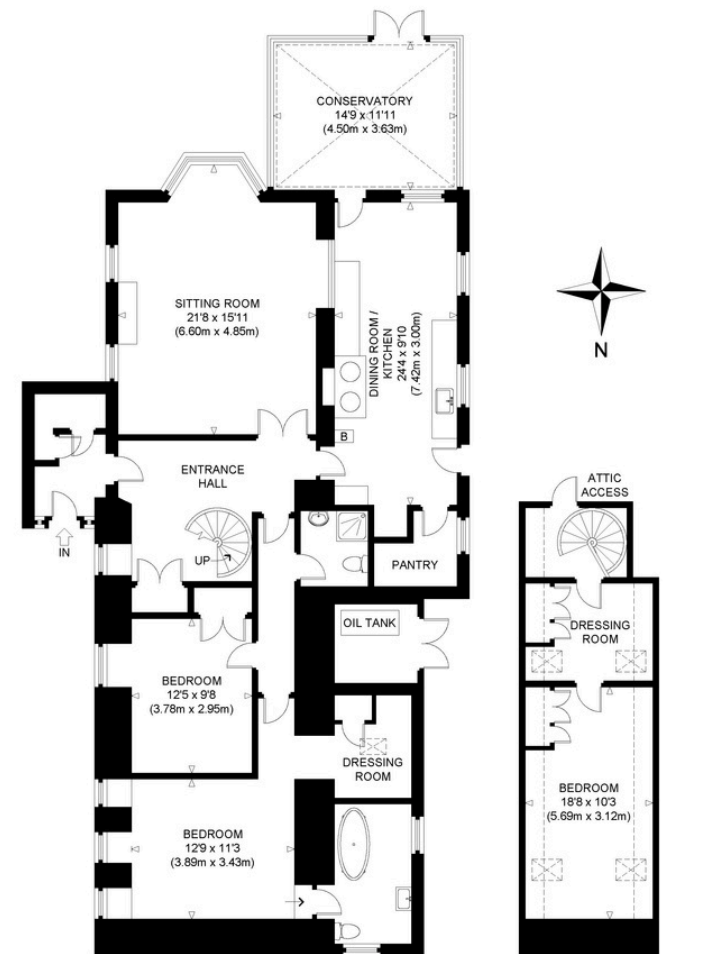 CONSERVATORY
14'9 x 11'11
(4.50m x 3.63m)
SITTING ROOM
21'8 x 15'11
(6.60m x 4.85m)
DINING ROOM /
KITCHEN
24'4 x 9'10
(7.42m x 3.00m)
N
B
ENTRANCE
HALL
IN
UP
PANTRY
OIL TANK
BEDROOM
12'5 x 9'8
(3.78m x 2.95m)
DRESSING
ROOM
BEDROOM
12'9 x 11'3
(3.89m x 3.43m)
ATTIC
ACCESS
DRESSING
ROOM
BEDROOM
18'8 x 10'3
(5.69m x 3.12m)